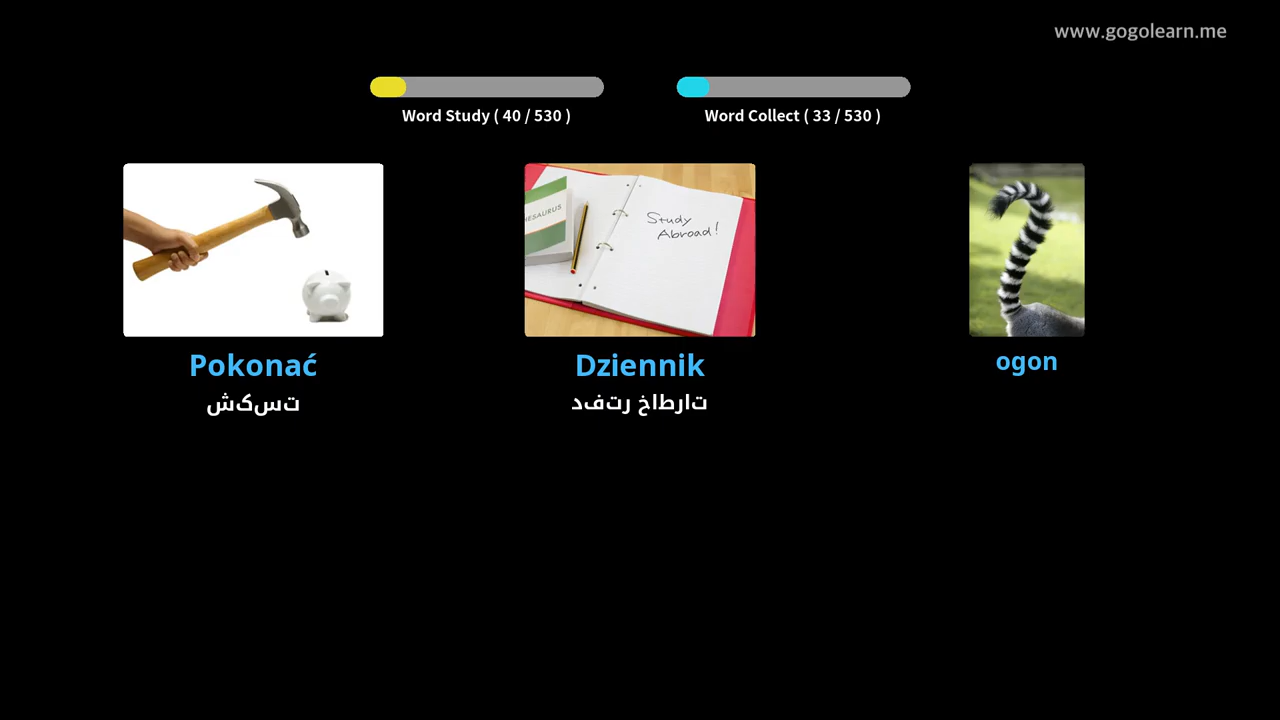 www.gogolearn.me
Word Study ( 40 / 530 )
Word Collect ( 33 / 530 )
HESAURUS
Study
Abroad!
Pokonać
Dziennik
ogon
شکست
دفتر خاطرات